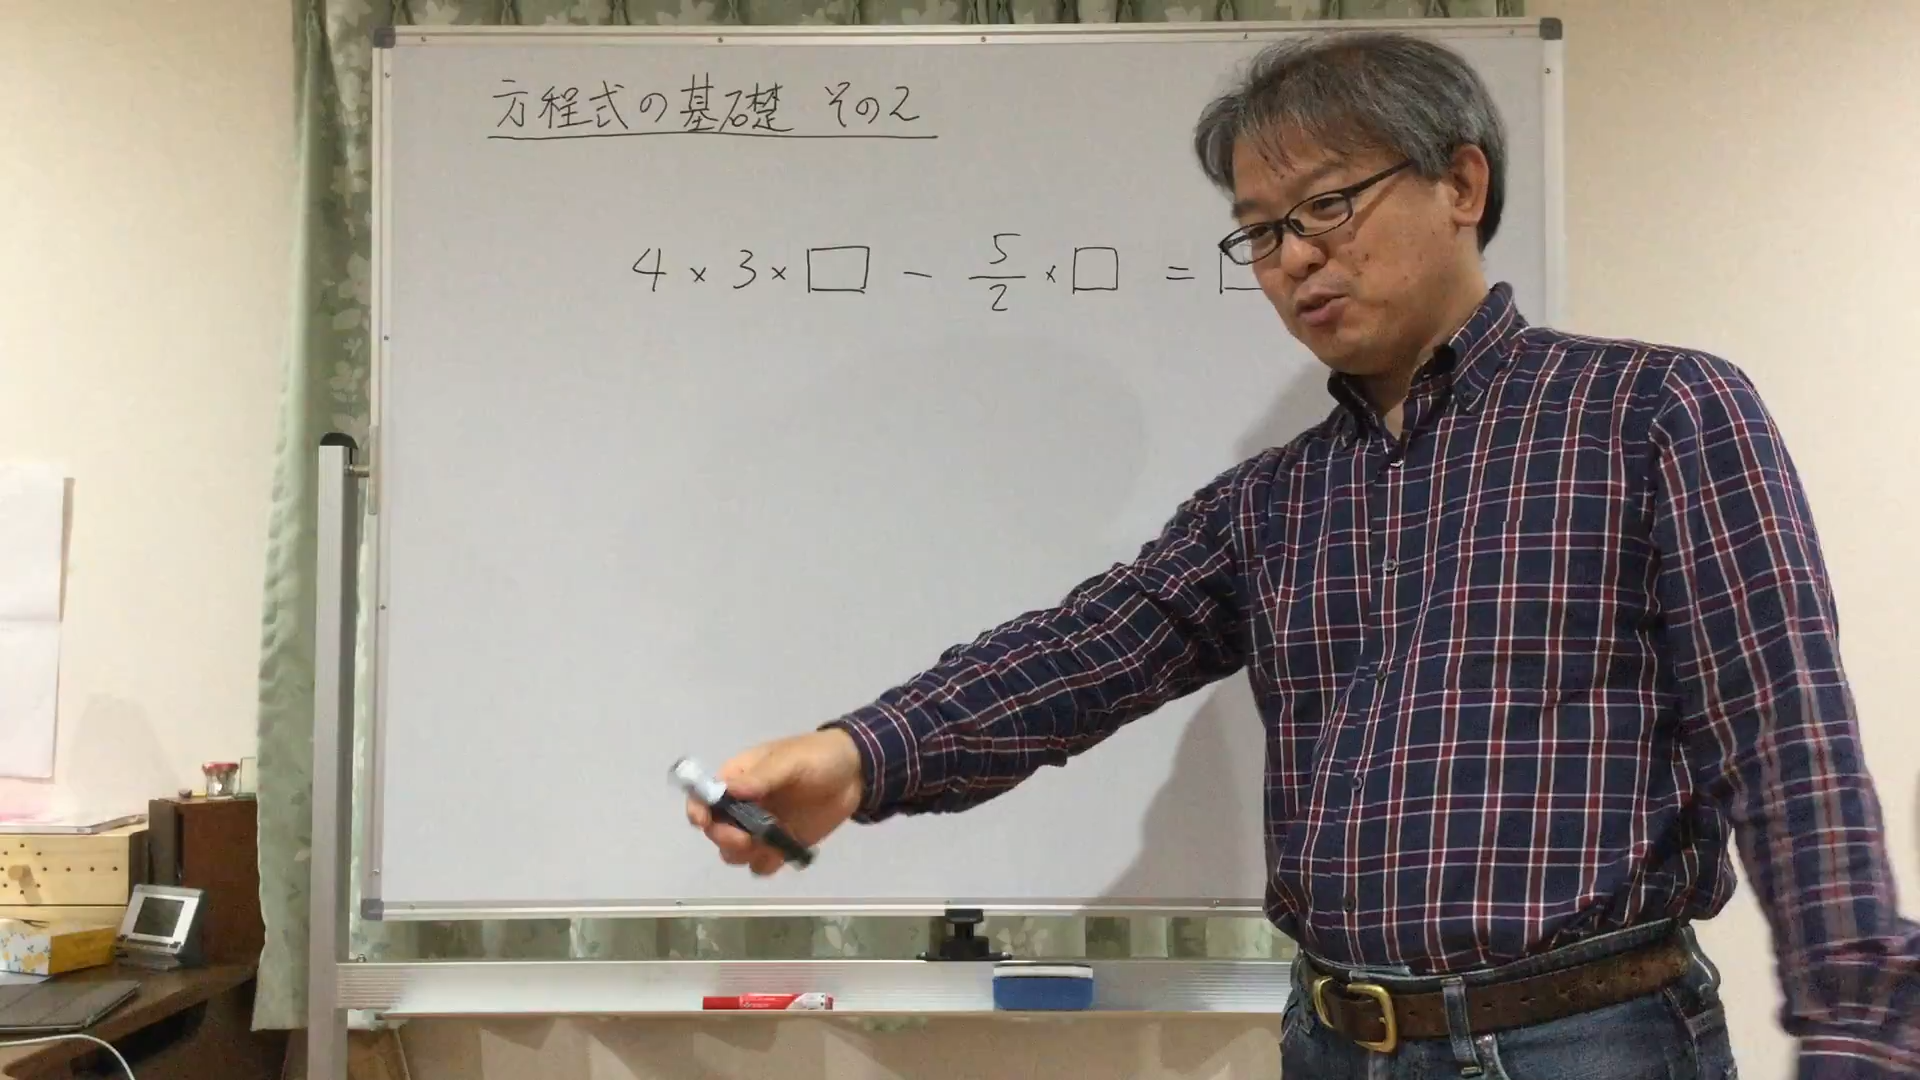 方程式の基礎 その2
4 × 3 × □ − 5/2 × □ = □